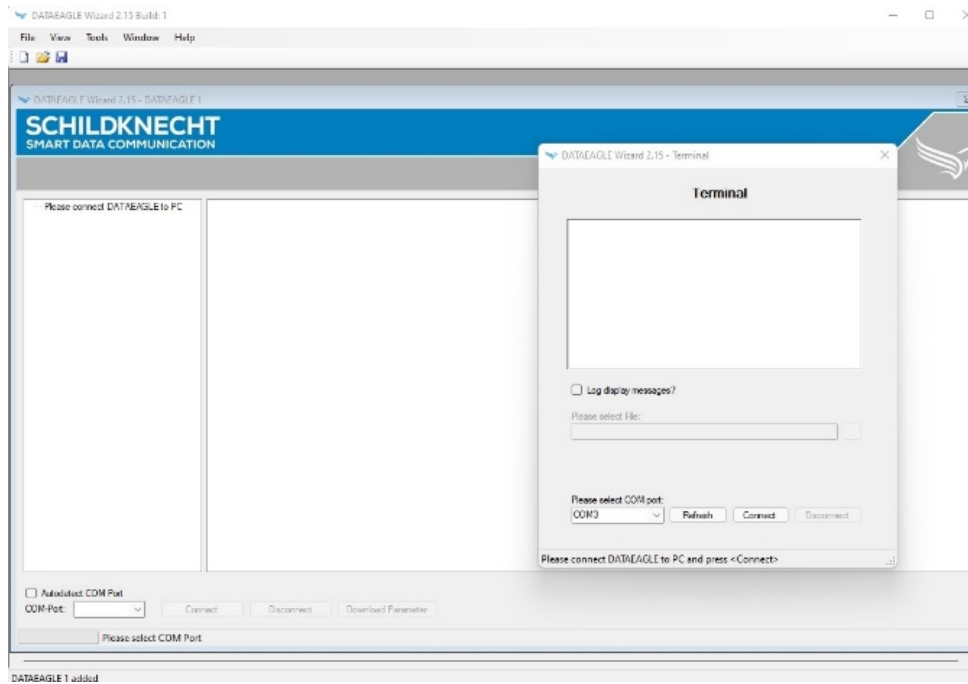 DATAEAGLE Wizard 2.15 Build: 1
File View Tools Window Help
DATAEAGLE Wizard 2.15 - DATAEAGLE 1
SCHILDKNECHT
SMART DATA COMMUNICATION
DATAEAGLE Wizard 2.15 - Terminal
Terminal
Please connect DATAEAGLE to PC
Log display messages?
Please select File:
...
Please select COM port:
COM3 Refresh Connect Disconnect
Please connect DATAEAGLE to PC and press <Connect>
Autodetect COM Port
COM-Port: Connect Disconnect Download Parameter
Please select COM Port
DATAEAGLE 1 added